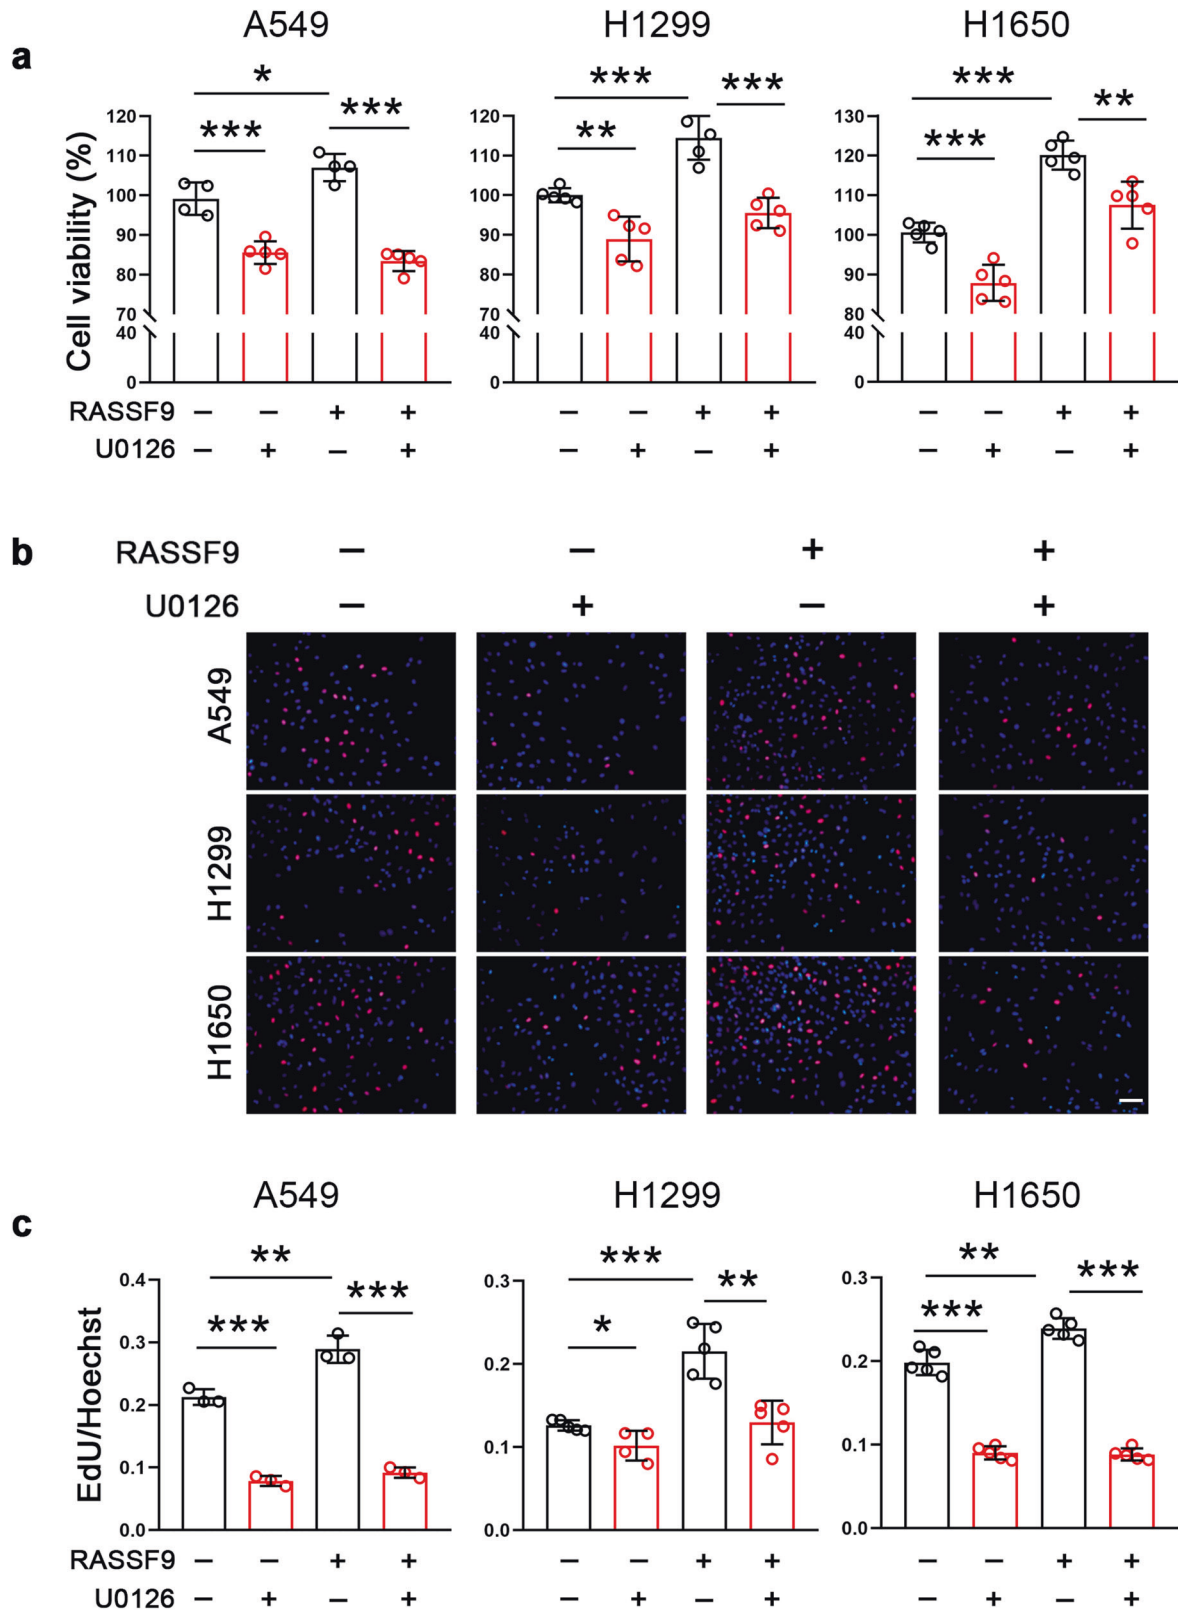 A549 H1299 H1650
a
* *** ***
*** *** ** *** *** **
Cell viability (%)
120 110 100 90 80 70 40 0
120 110 100 90 80 70 40 0
130 120 110 100 90 80 40 0
RASSF9 − − + + − − + + − − + +
U0126 − + − + − + − + − + − +
b
RASSF9 − − + +
U0126 − + − +
A549
H1299
H1650
A549 H1299 H1650
c
** *** **
*** *** * ** *** ***
EdU/Hoechst
0.4 0.3 0.2 0.1 0.0
0.3 0.2 0.1 0.0
0.3 0.2 0.1 0.0
RASSF9 − − + + − − + + − − + +
U0126 − + − + − + − + − + − +